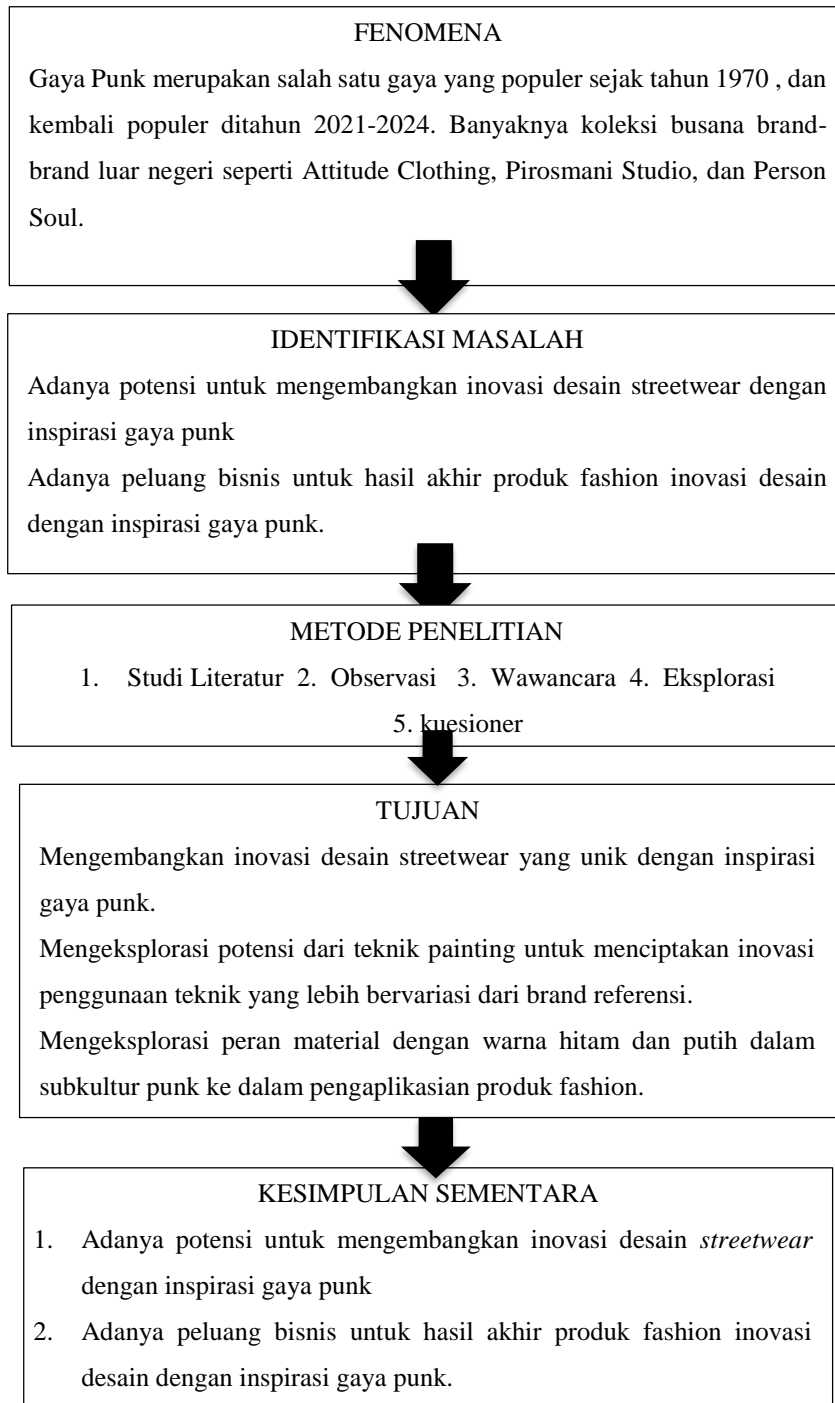 FENOMENA
Gaya Punk merupakan salah satu gaya yang populer sejak tahun 1970 , dan
kembali populer ditahun 2021-2024. Banyaknya koleksi busana brand-
brand luar negeri seperti Attitude Clothing, Pirosmani Studio, dan Person
Soul.
IDENTIFIKASI MASALAH
Adanya potensi untuk mengembangkan inovasi desain streetwear dengan
inspirasi gaya punk
Adanya peluang bisnis untuk hasil akhir produk fashion inovasi desain
dengan inspirasi gaya punk.
METODE PENELITIAN
1. Studi Literatur 2. Observasi 3. Wawancara 4. Eksplorasi
5. kuesioner
TUJUAN
Mengembangkan inovasi desain streetwear yang unik dengan inspirasi
gaya punk.
Mengeksplorasi potensi dari teknik painting untuk menciptakan inovasi
penggunaan teknik yang lebih bervariasi dari brand referensi.
Mengeksplorasi peran material dengan warna hitam dan putih dalam
subkultur punk ke dalam pengaplikasian produk fashion.
KESIMPULAN SEMENTARA
1. Adanya potensi untuk mengembangkan inovasi desain streetwear
dengan inspirasi gaya punk
2. Adanya peluang bisnis untuk hasil akhir produk fashion inovasi
desain dengan inspirasi gaya punk.